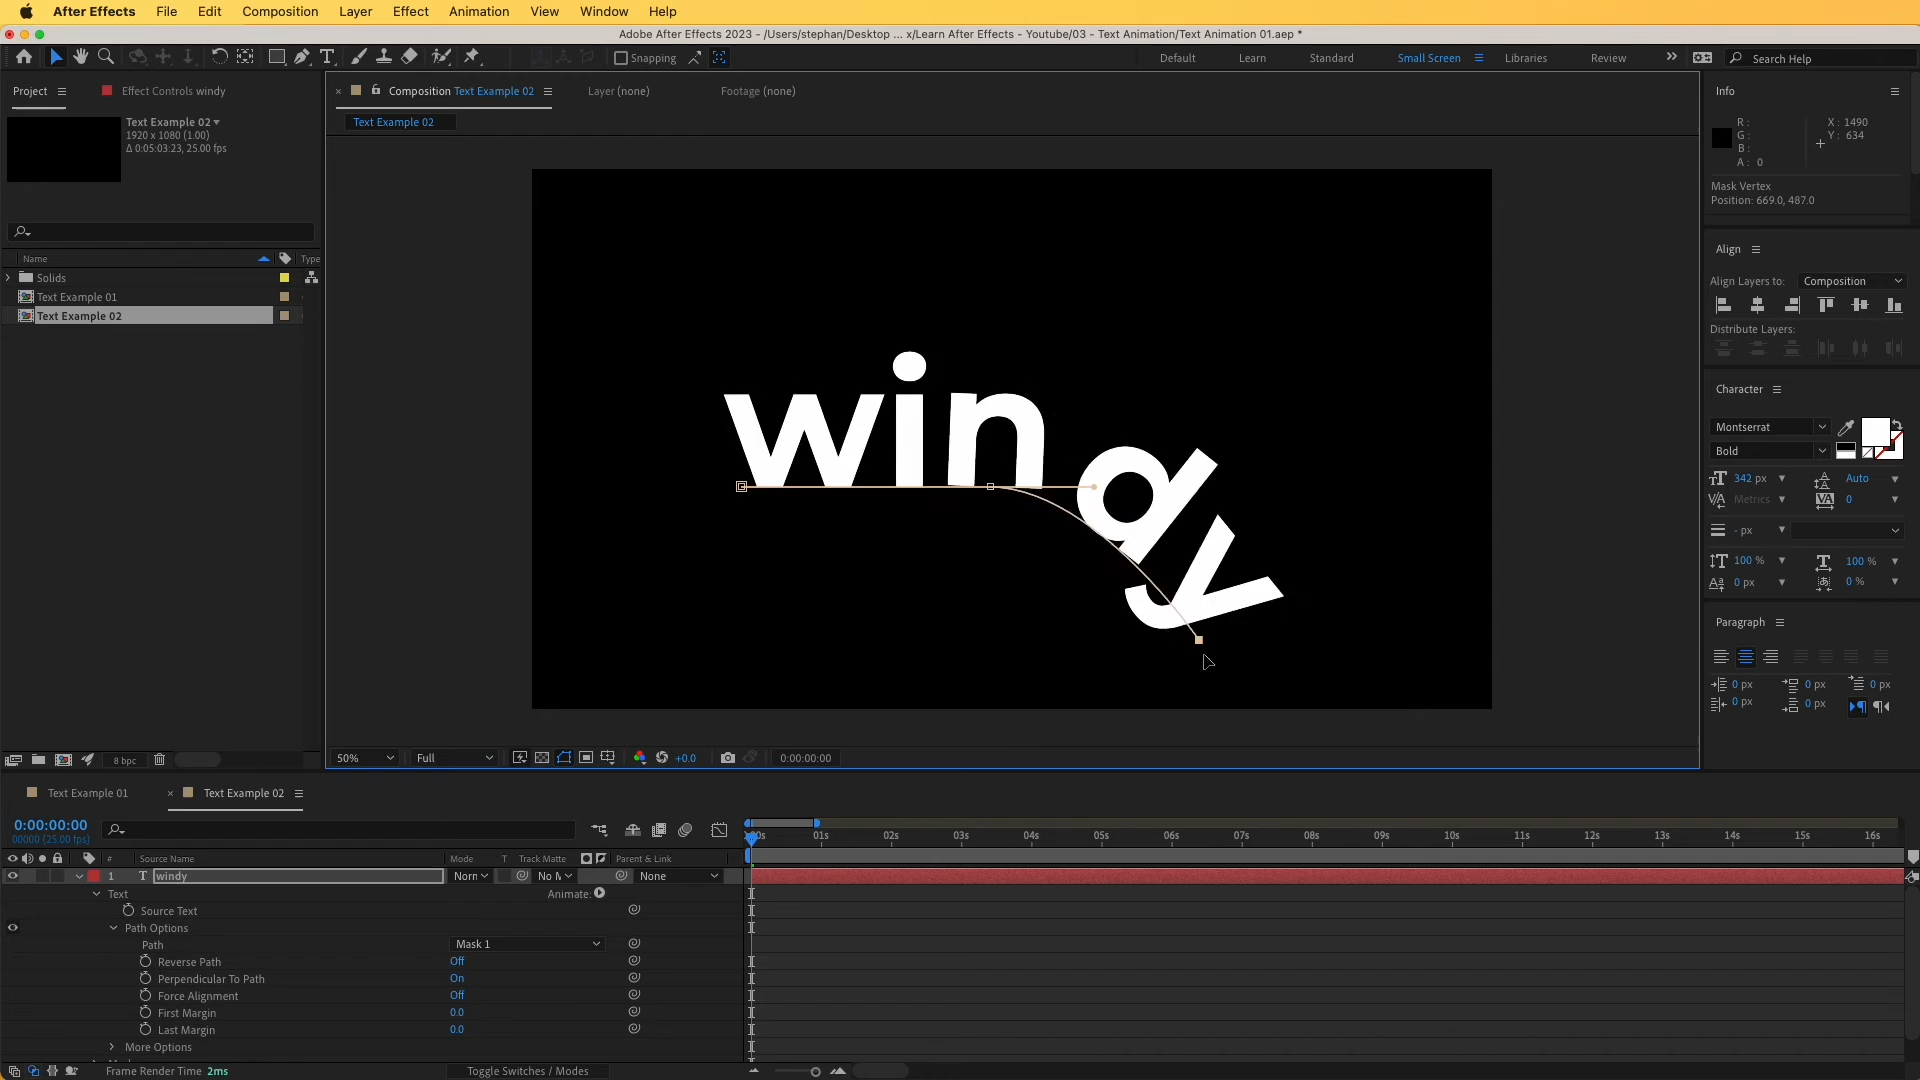 After Effects File Edit Composition Layer Effect Animation View Window Help
Adobe After Effects 2023 - /Users/stephan/Desktop ... x/Learn After Effects - Youtube/03 - Text Animation/Text Animation 01.aep *
Snapping Default Learn Standard Small Screen Libraries Review Search Help
Project Effect Controls windy
Composition Text Example 02 Layer (none) Footage (none)
Text Example 02
Text Example 02
1920 x 1080 (1.00)
Δ 0:05:03:23, 25.00 fps
Name Type
Solids
Text Example 01
Text Example 02
8 bpc
windy
50% Full +0.0 0:00:00:00
Info
R :
G :
B :
A : 0
X : 1490
Y : 634
Mask Vertex
Position: 669.0, 487.0
Align
Align Layers to: Composition
Distribute Layers:
Character
Montserrat
Bold
342 px Auto
Metrics 0
- px
100 % 100 %
0 px 0 %
Paragraph
0 px 0 px 0 px
0 px 0 px
Text Example 01 Text Example 02
0:00:00:00
00000 (25.00 fps)
01s 02s 03s 04s 05s 06s 07s 08s 09s 10s 11s 12s 13s 14s 15s 16s
# Source Name Mode T Track Matte Parent & Link
1 T windy Norn No M None
Text Animate:
Source Text
Path Options
Path Mask 1
Reverse Path Off
Perpendicular To Path On
Force Alignment Off
First Margin 0.0
Last Margin 0.0
More Options
Frame Render Time 2ms Toggle Switches / Modes